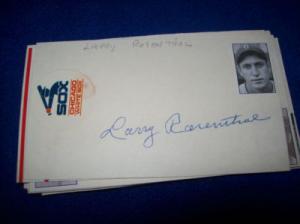 LARRY ROSENTHAL
SOX
CHICAGO
WHITE SOX
Larry Rosenthal